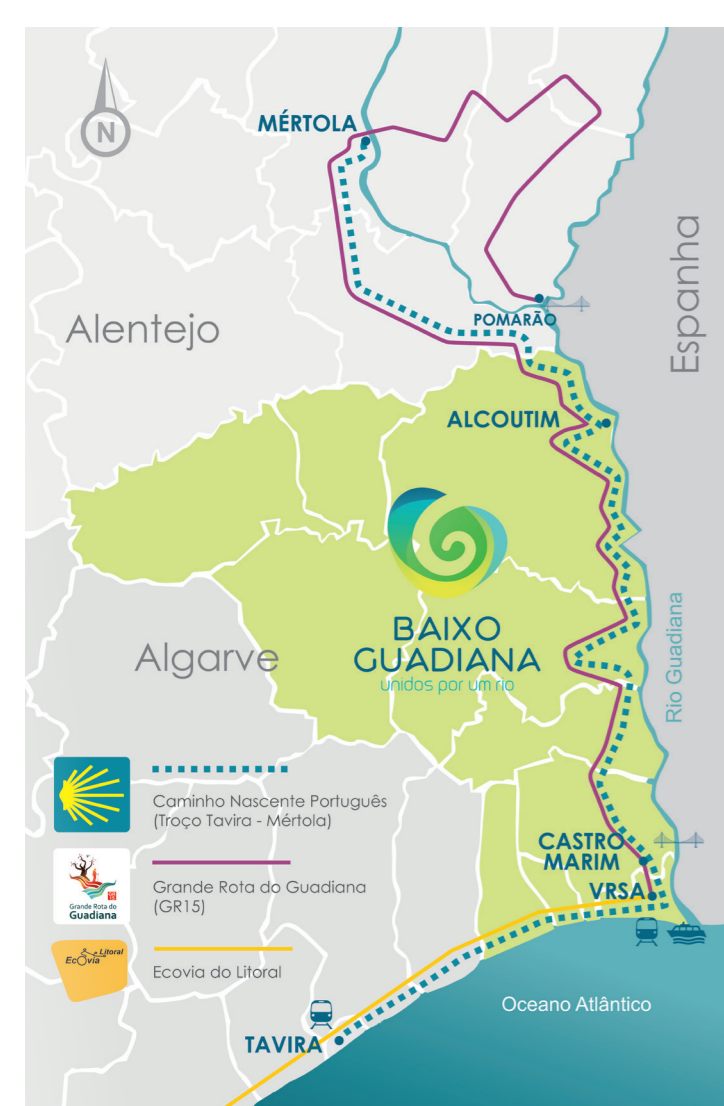 N
MÉRTOLA
Espanha
POMARÃO
Alentejo
ALCOUTIM
BAIXO
GUADIANA
unidos por um rio
Rio Guadiana
Algarve
Caminho Nascente Português
(Troço Tavira - Mértola)
CASTRO
MARIM
VRSA
Grande Rota do
Guadiana
Grande Rota do Guadiana
(GR15)
Ecovia
Litoral
Ecovia do Litoral
Oceano Atlântico
TAVIRA